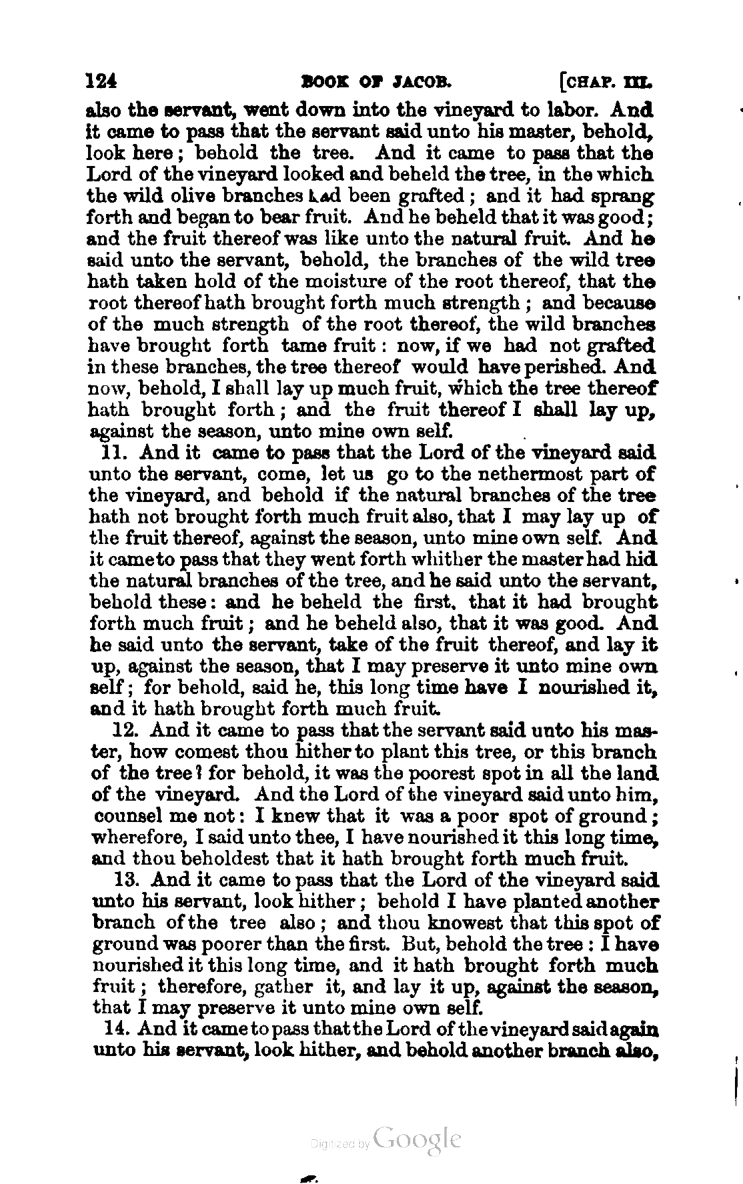 124 BOOK OF JACOB. [CHAP. III.
also the servant, went down into the vineyard to labor. And
it came to pass that the servant said unto his master, behold,
look here; behold the tree. And it came to pass that the
Lord of the vineyard looked and beheld the tree, in the which
the wild olive branches had been grafted; and it had sprang
forth and began to bear fruit. And he beheld that it was good;
and the fruit thereof was like unto the natural fruit. And he
said unto the servant, behold, the branches of the wild tree
hath taken hold of the moisture of the root thereof, that the
root thereof hath brought forth much strength; and because
of the much strength of the root thereof, the wild branches
have brought forth tame fruit: now, if we had not grafted
in these branches, the tree thereof would have perished. And
now, behold, I shall lay up much fruit, which the tree thereof
hath brought forth; and the fruit thereof I shall lay up,
against the season, unto mine own self.
11. And it came to pass that the Lord of the vineyard said
unto the servant, come, let us go to the nethermost part of
the vineyard, and behold if the natural branches of the tree
hath not brought forth much fruit also, that I may lay up of
the fruit thereof, against the season, unto mine own self. And
it came to pass that they went forth whither the master had hid
the natural branches of the tree, and he said unto the servant,
behold these: and he beheld the first, that it had brought
forth much fruit; and he beheld also, that it was good. And
he said unto the servant, take of the fruit thereof, and lay it
up, against the season, that I may preserve it unto mine own
self; for behold, said he, this long time have I nourished it,
and it hath brought forth much fruit.
12. And it came to pass that the servant said unto his mas-
ter, how comest thou hither to plant this tree, or this branch
of the tree? for behold, it was the poorest spot in all the land
of the vineyard. And the Lord of the vineyard said unto him,
counsel me not: I knew that it was a poor spot of ground;
wherefore, I said unto thee, I have nourished it this long time,
and thou beholdest that it hath brought forth much fruit.
13. And it came to pass that the Lord of the vineyard said
unto his servant, look hither; behold I have planted another
branch of the tree also; and thou knowest that this spot of
ground was poorer than the first. But, behold the tree: I have
nourished it this long time, and it hath brought forth much
fruit; therefore, gather it, and lay it up, against the season,
that I may preserve it unto mine own self.
14. And it came to pass that the Lord of the vineyard said again
unto his servant, look hither, and behold another branch also,
Digitized by Google